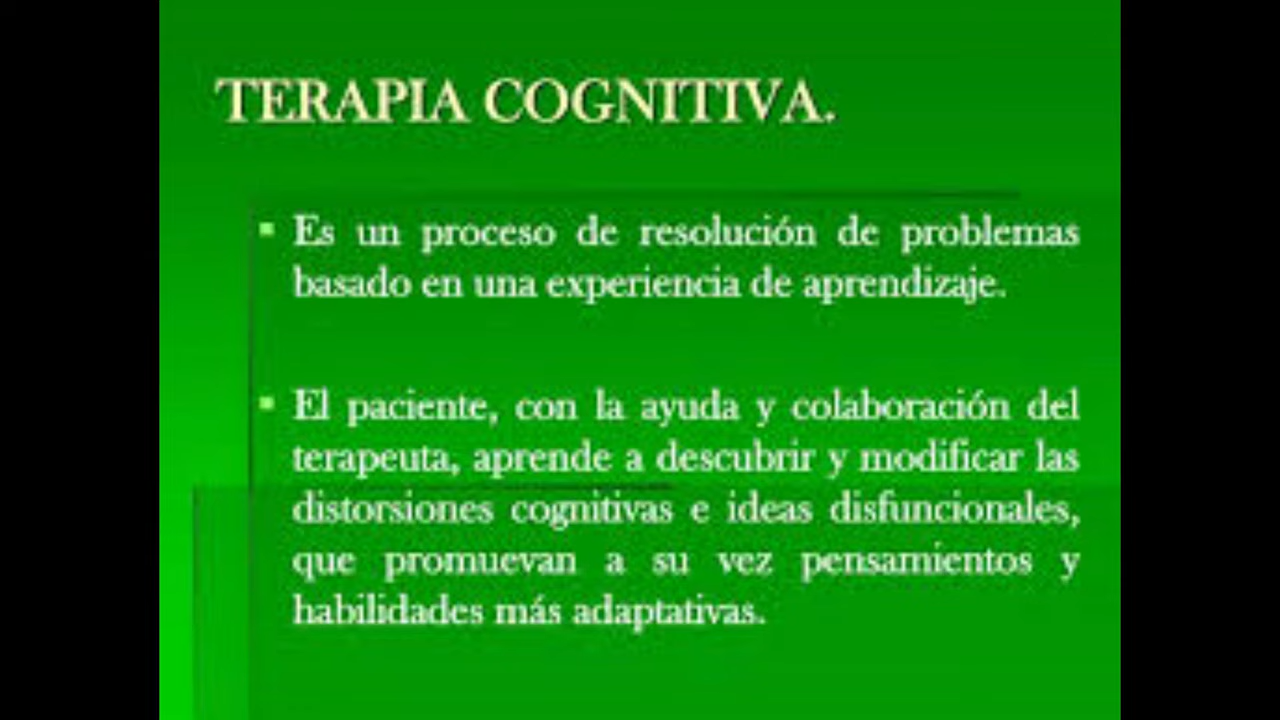 TERAPIA COGNITIVA.
Es un proceso de resolución de problemas
basado en una experiencia de aprendizaje.
El paciente, con la ayuda y colaboración del
terapeuta, aprende a descubrir y modificar las
distorsiones cognitivas e ideas disfuncionales,
que promuevan a su vez pensamientos y
habilidades más adaptativas.